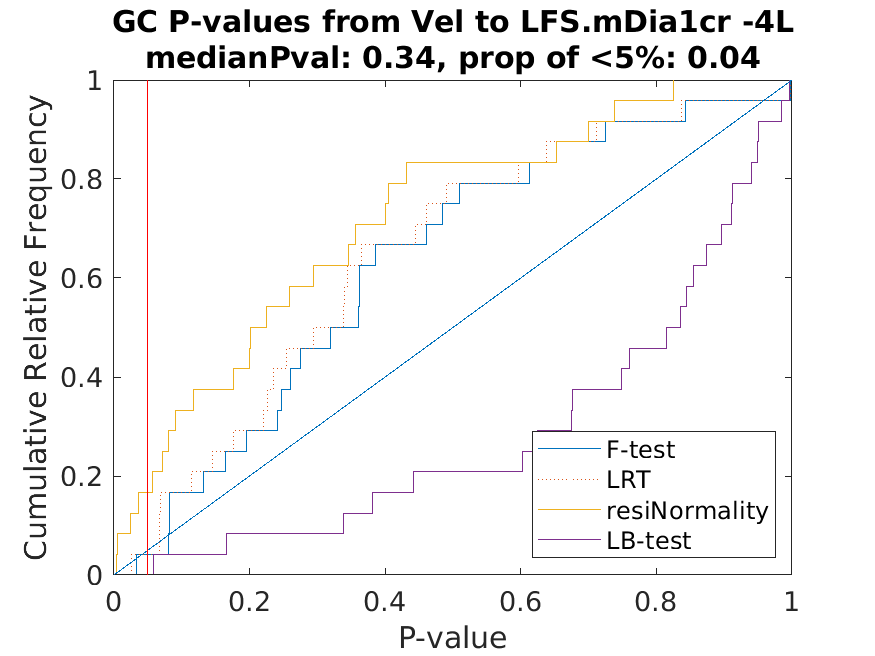 GC P-values from Vel to LFS.mDia1cr -4L
medianPval: 0.34, prop of <5%: 0.04
1
0.8
0.6
0.4
0.2
0
Cumulative Relative Frequency
F-test
LRT
resiNormality
LB-test
0 0.2 0.4 0.6 0.8 1
P-value